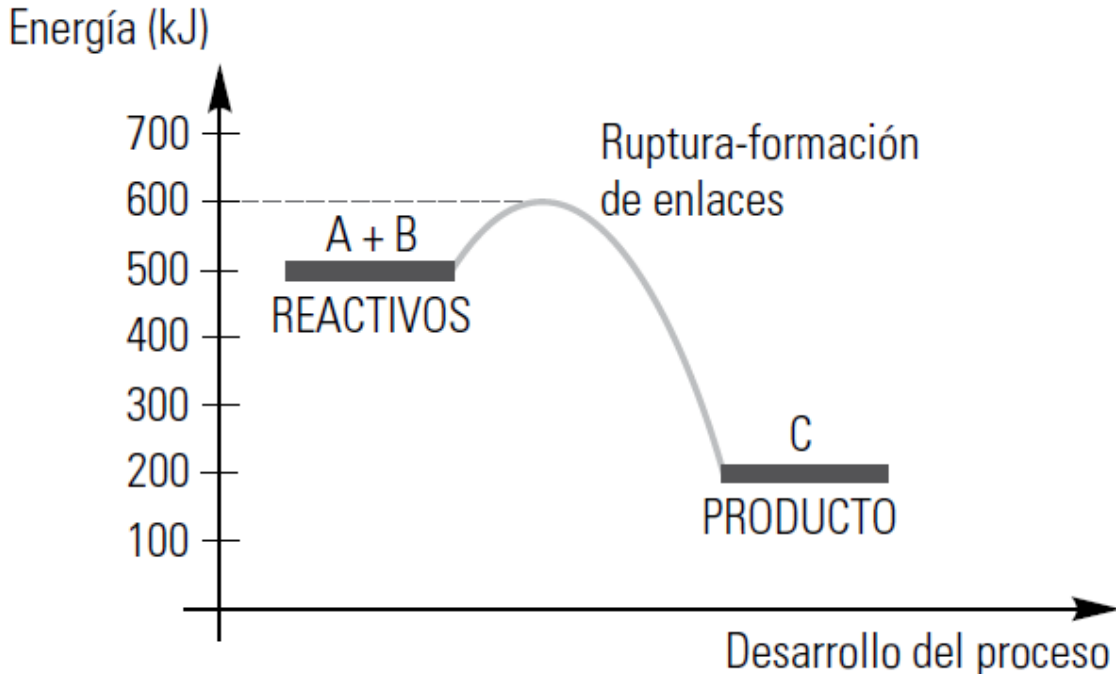 Energía (kJ)
700
600
500
400
300
200
100
Ruptura-formación
de enlaces
A + B
REACTIVOS
C
PRODUCTO
Desarrollo del proceso